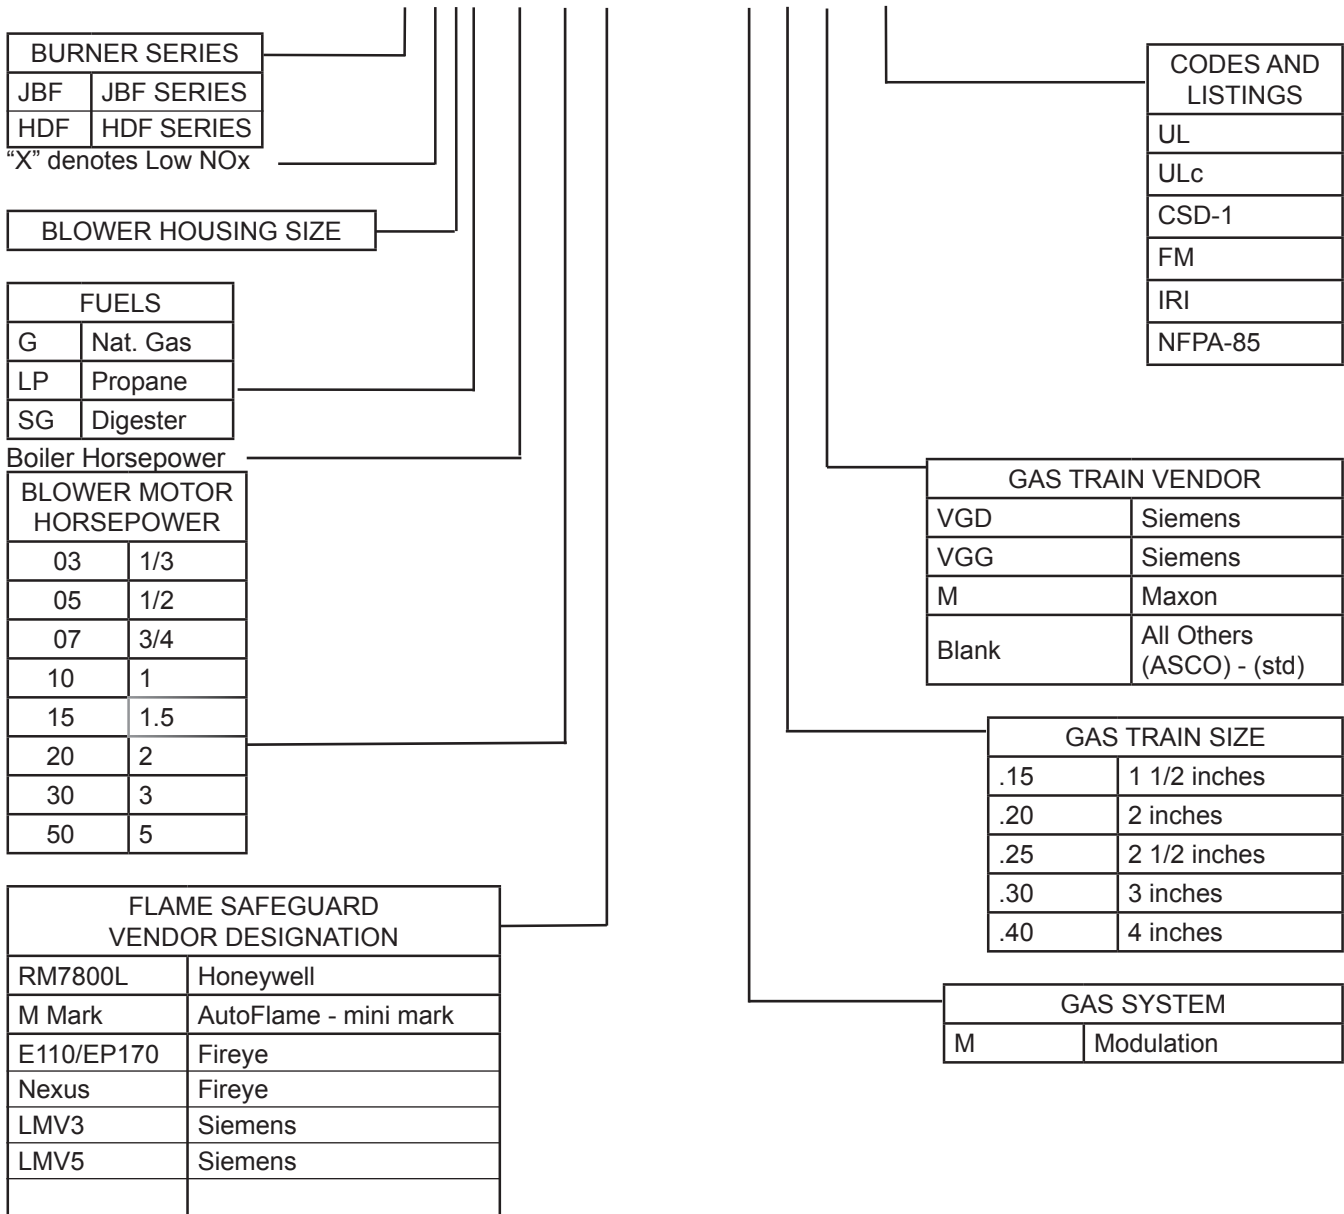 BURNER SERIES
JBF JBF SERIES
HDF HDF SERIES
“X” denotes Low NOx
BLOWER HOUSING SIZE
FUELS
G Nat. Gas
LP Propane
SG Digester
Boiler Horsepower
BLOWER MOTOR
HORSEPOWER
03 1/3
05 1/2
07 3/4
10 1
15 1.5
20 2
30 3
50 5
FLAME SAFEGUARD
VENDOR DESIGNATION
RM7800L Honeywell
M Mark AutoFlame - mini mark
E110/EP170 Fireye
Nexus Fireye
LMV3 Siemens
LMV5 Siemens
CODES AND
LISTINGS
UL
ULc
CSD-1
FM
IRI
NFPA-85
GAS TRAIN VENDOR
VGD Siemens
VGG Siemens
M Maxon
Blank All Others
(ASCO) - (std)
GAS TRAIN SIZE
.15 1 1/2 inches
.20 2 inches
.25 2 1/2 inches
.30 3 inches
.40 4 inches
GAS SYSTEM
M Modulation